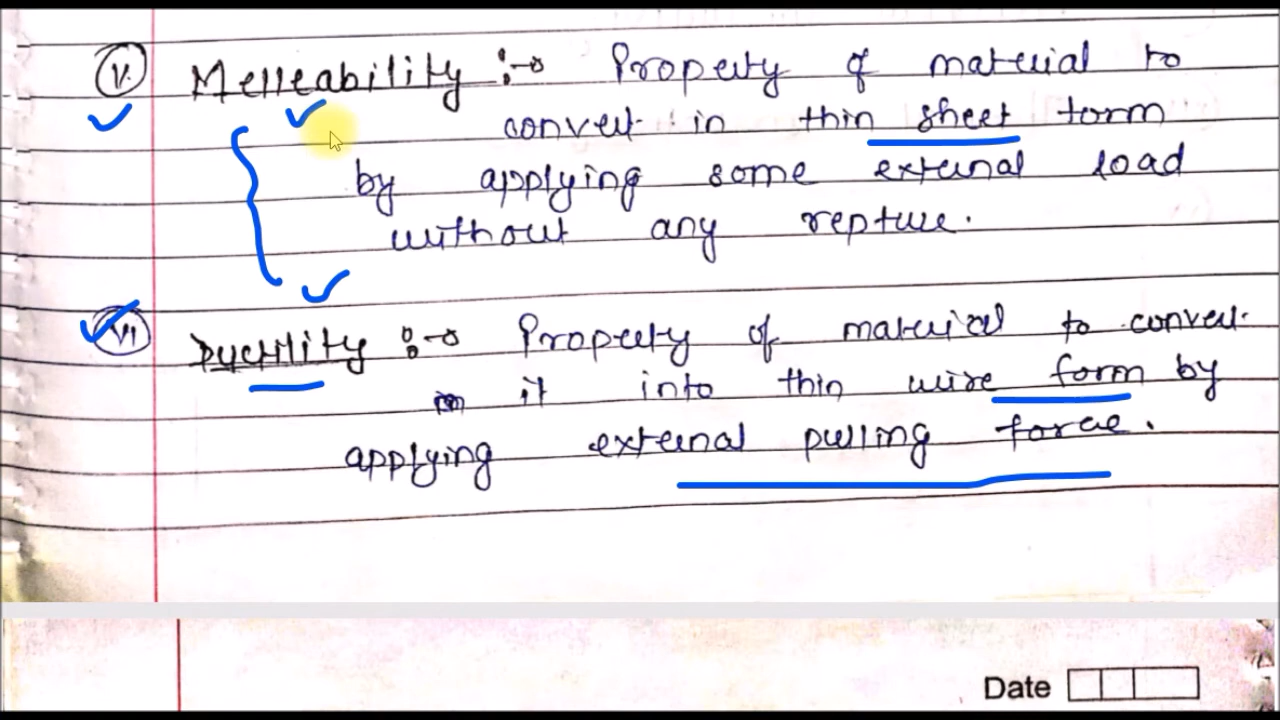 V. Melleability :→ Property of material to
convert in thin sheet form
by applying some external load
without any repture.
VI Ductility :→ Property of material to convert
it into thin wire form by
applying external pulling force.
Date